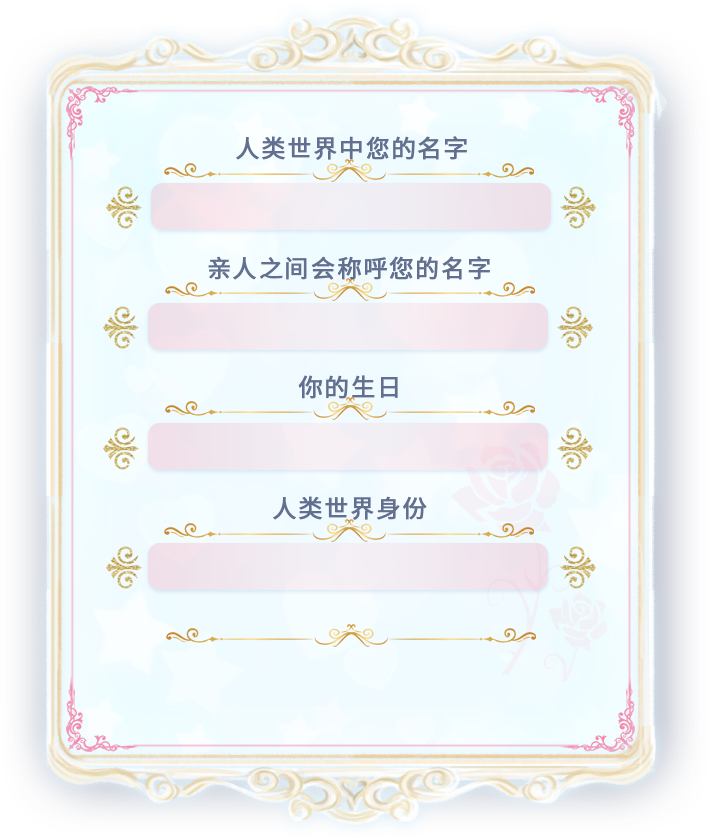 人类世界中您的名字
亲人之间会称呼您的名字
你的生日
人类世界身份